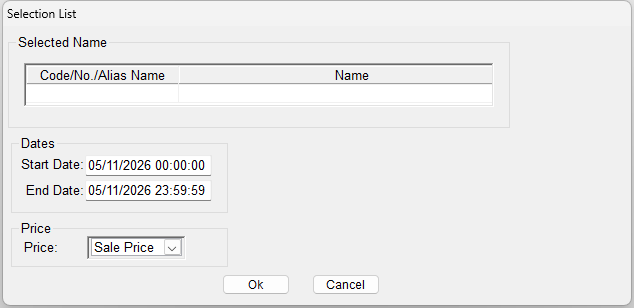 Selection List
Selected Name
Code/No./Alias Name Name
Dates
Start Date: 05/11/2026 00:00:00
End Date: 05/11/2026 23:59:59
Price
Price: Sale Price
Ok Cancel